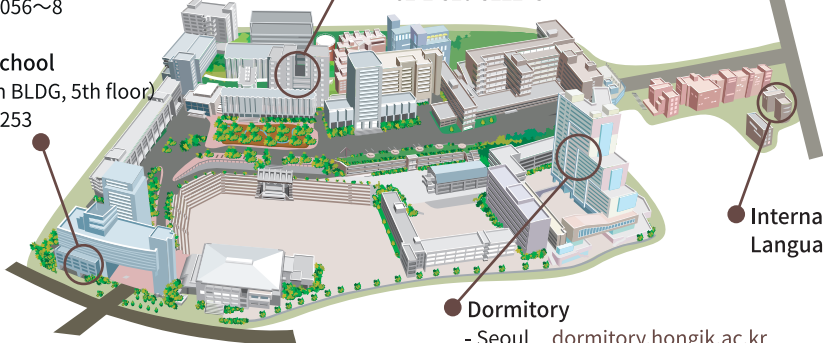 056～8
chool
n BLDG, 5th floor)
253
Interna
Langua
Dormitory
- Seoul dormitory.hongik.ac.kr